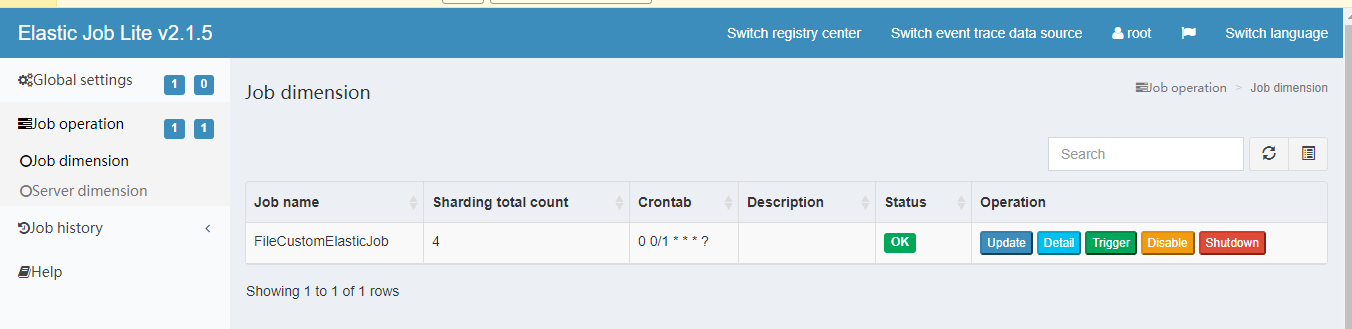 Elastic Job Lite v2.1.5
Switch registry center Switch event trace data source root Switch language
Global settings 1 0
Job operation 1 1
Job dimension
Server dimension
Job history
Help
Job dimension
Job operation > Job dimension
Search
Job name Sharding total count Crontab Description Status Operation
FileCustomElasticJob 4 0 0/1 * * * ? OK Update Detail Trigger Disable Shutdown
Showing 1 to 1 of 1 rows